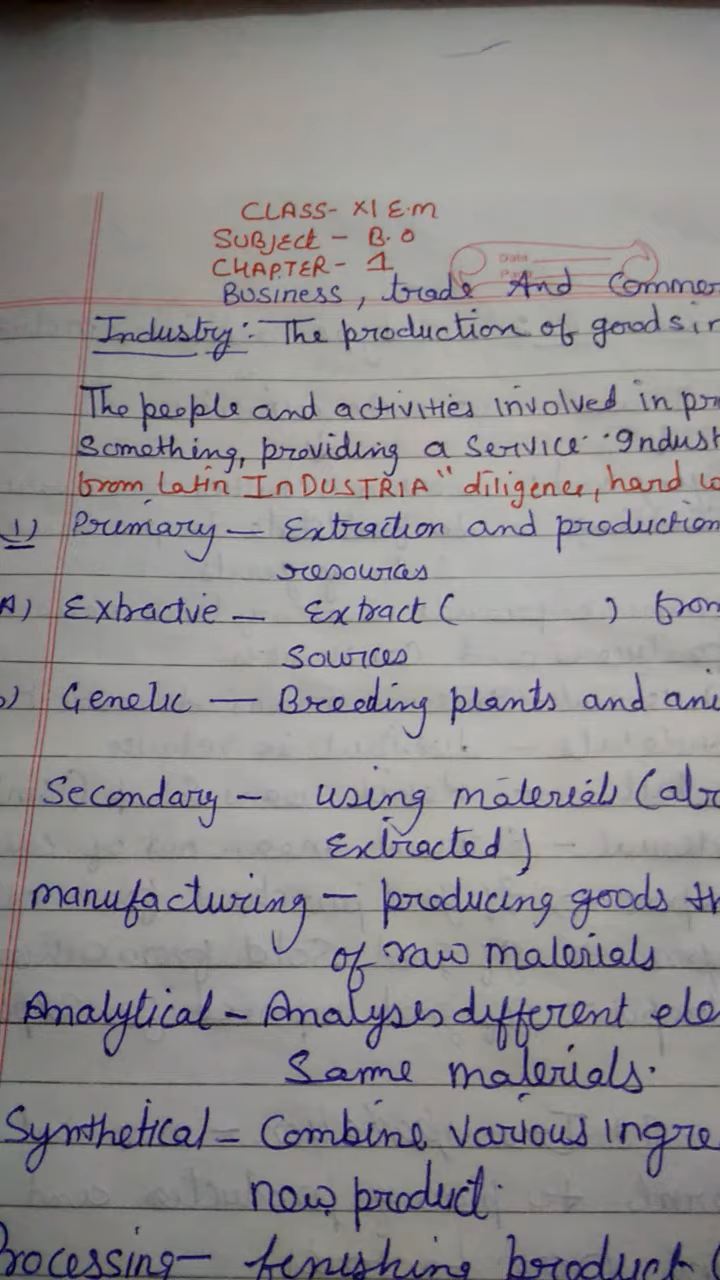 CLASS- XI E.M
SUBJECT - B.O
CHAPTER- 1
Date
BUSINESS, trade And Commer
Industry: The production of goods in
The people and activities involved in pr
Something, providing a Service. Indust
from latin InDUSTRIA" diligence, hard wo
1) Primary — Extraction and production
resources
A) Extractive — Extract ( ) from
Sources
b) Genetic — Breeding plants and ani
Secondary — using materials (alr
Extracted)
manufacturing — producing goods th
of raw materials
Analytical — Analyses different ele
Same materials.
Synthetical = Combine various ingre
new product.
Processing — finishing product